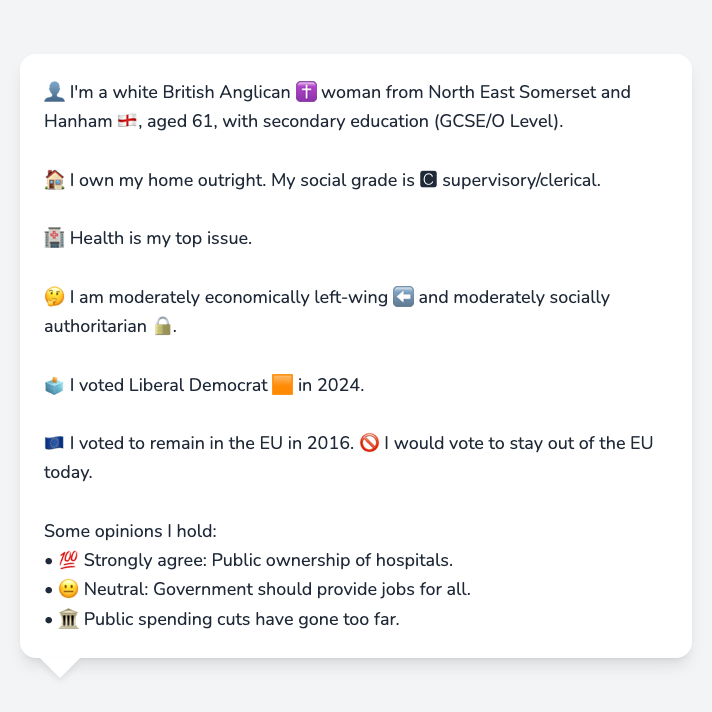 👤 I'm a white British Anglican ✝️ woman from North East Somerset and
Hanham 🏴󠁧󠁢󠁥󠁮󠁧󠁿, aged 61, with secondary education (GCSE/O Level).
🏠 I own my home outright. My social grade is 🅲 supervisory/clerical.
🏥 Health is my top issue.
🤔 I am moderately economically left-wing ⬅️ and moderately socially
authoritarian 🔒.
🗳️ I voted Liberal Democrat 🟧 in 2024.
🇪🇺 I voted to remain in the EU in 2016. 🚫 I would vote to stay out of the EU
today.
Some opinions I hold:
• 💯 Strongly agree: Public ownership of hospitals.
• 😐 Neutral: Government should provide jobs for all.
• 🏛️ Public spending cuts have gone too far.